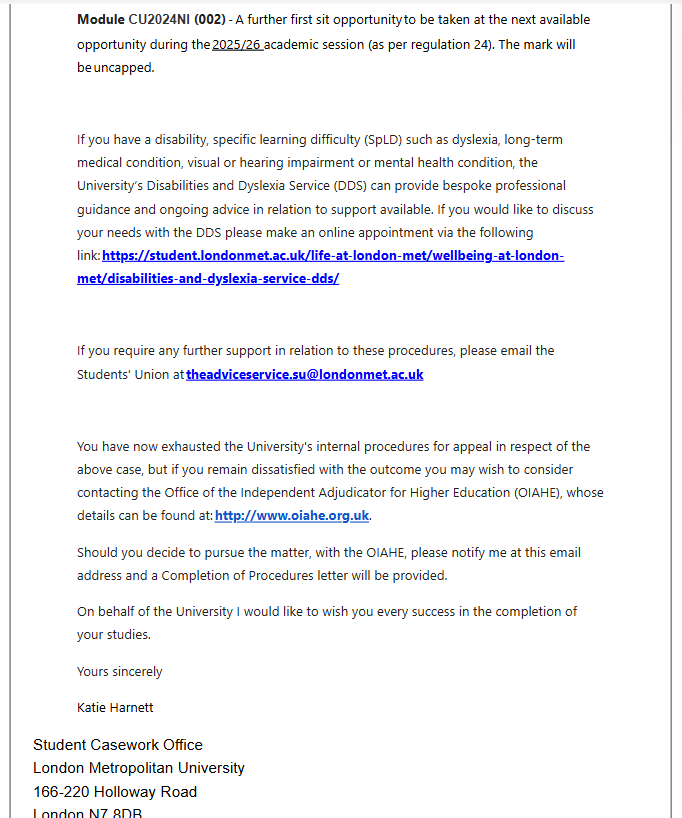 Module CU2024NI (002) - A further first sit opportunity to be taken at the next available
opportunity during the 2025/26 academic session (as per regulation 24). The mark will
be uncapped.
If you have a disability, specific learning difficulty (SpLD) such as dyslexia, long-term
medical condition, visual or hearing impairment or mental health condition, the
University's Disabilities and Dyslexia Service (DDS) can provide bespoke professional
guidance and ongoing advice in relation to support available. If you would like to discuss
your needs with the DDS please make an online appointment via the following
link: https://student.londonmet.ac.uk/life-at-london-met/wellbeing-at-london-
met/disabilities-and-dyslexia-service-dds/
If you require any further support in relation to these procedures, please email the
Students' Union at theadviceservice.su@londonmet.ac.uk
You have now exhausted the University's internal procedures for appeal in respect of the
above case, but if you remain dissatisfied with the outcome you may wish to consider
contacting the Office of the Independent Adjudicator for Higher Education (OIAHE), whose
details can be found at: http://www.oiahe.org.uk.
Should you decide to pursue the matter, with the OIAHE, please notify me at this email
address and a Completion of Procedures letter will be provided.
On behalf of the University I would like to wish you every success in the completion of
your studies.
Yours sincerely
Katie Harnett
Student Casework Office
London Metropolitan University
166-220 Holloway Road
London N7 8DB